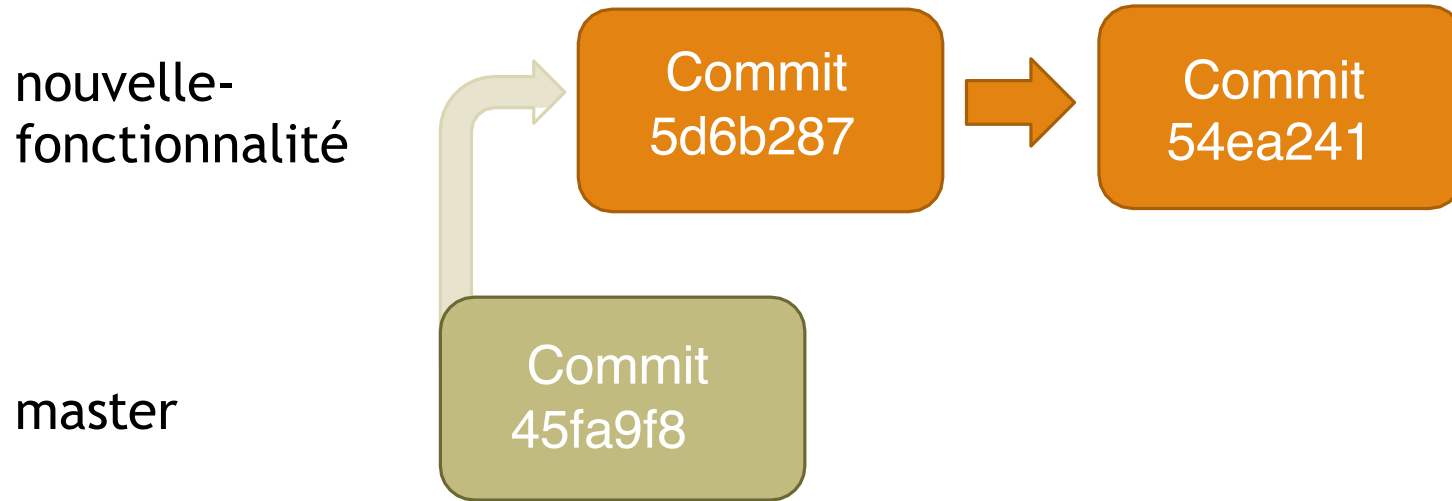 nouvelle-
fonctionnalité
Commit
5d6b287
Commit
54ea241
master
Commit
45fa9f8